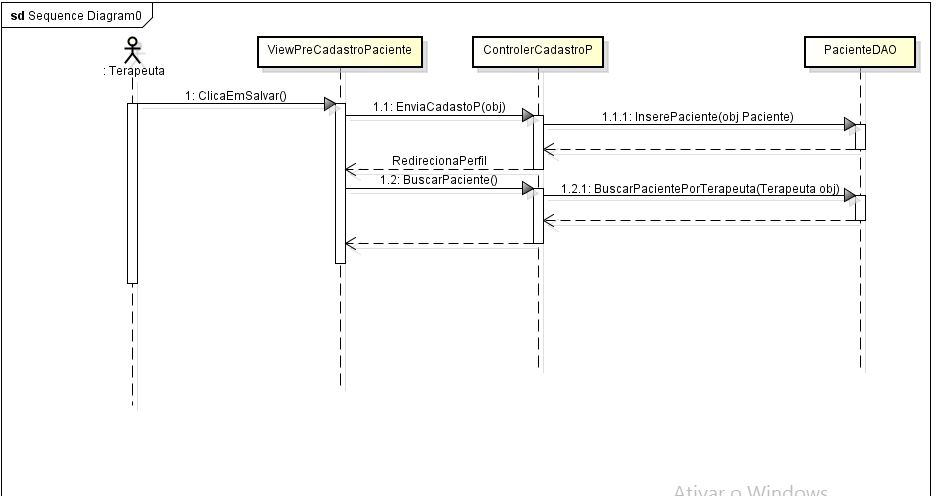 sd Sequence Diagram0
: Terapeuta
ViewPreCadastroPaciente
ControlerCadastroP
PacienteDAO
1: ClicaEmSalvar()
1.1: EnviaCadastoP(obj)
1.1.1: InserePaciente(obj Paciente)
RedirecionaPerfil
1.2: BuscarPaciente()
1.2.1: BuscarPacientePorTerapeuta(Terapeuta obj)
Ativar o Windows